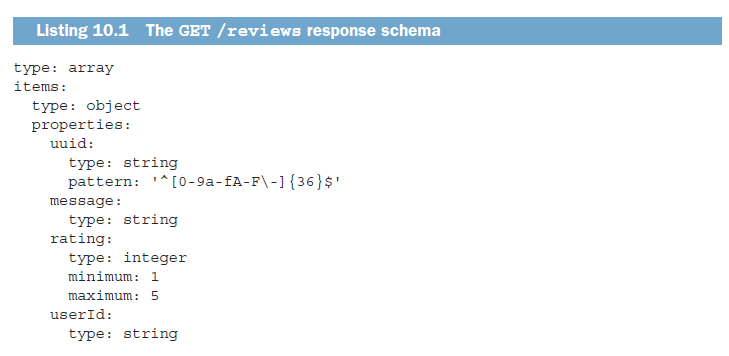 Listing 10.1 The GET /reviews response schema
type: array
items:
  type: object
  properties:
    uuid:
      type: string
      pattern: '^[0-9a-fA-F\-]{36}$'
    message:
      type: string
    rating:
      type: integer
      minimum: 1
      maximum: 5
    userId:
      type: string